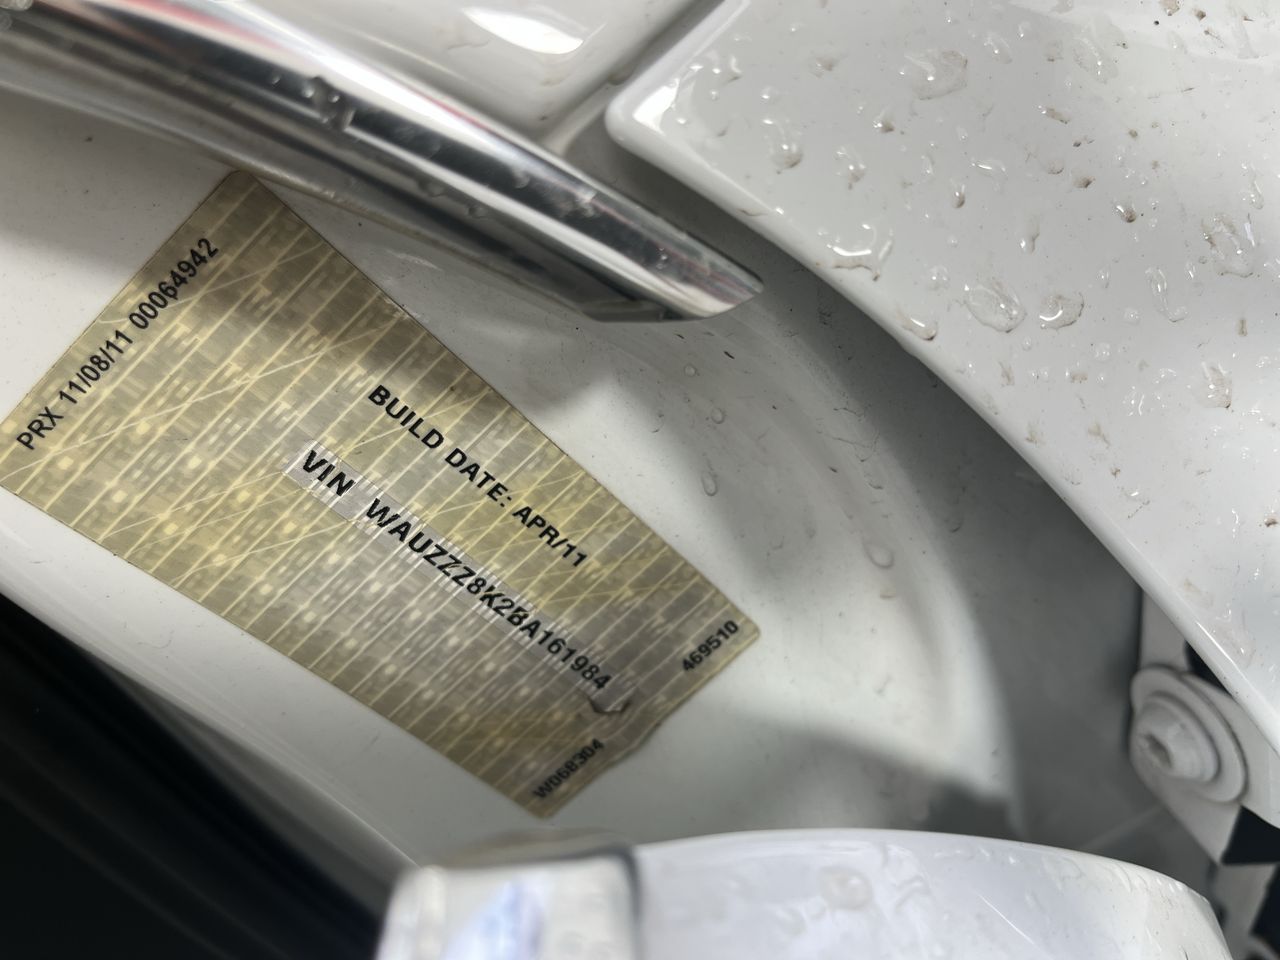 PRX 11/08/11 00064942
BUILD DATE: APR/11
VIN WAUZZZ8K2BA161984
469510
W068304